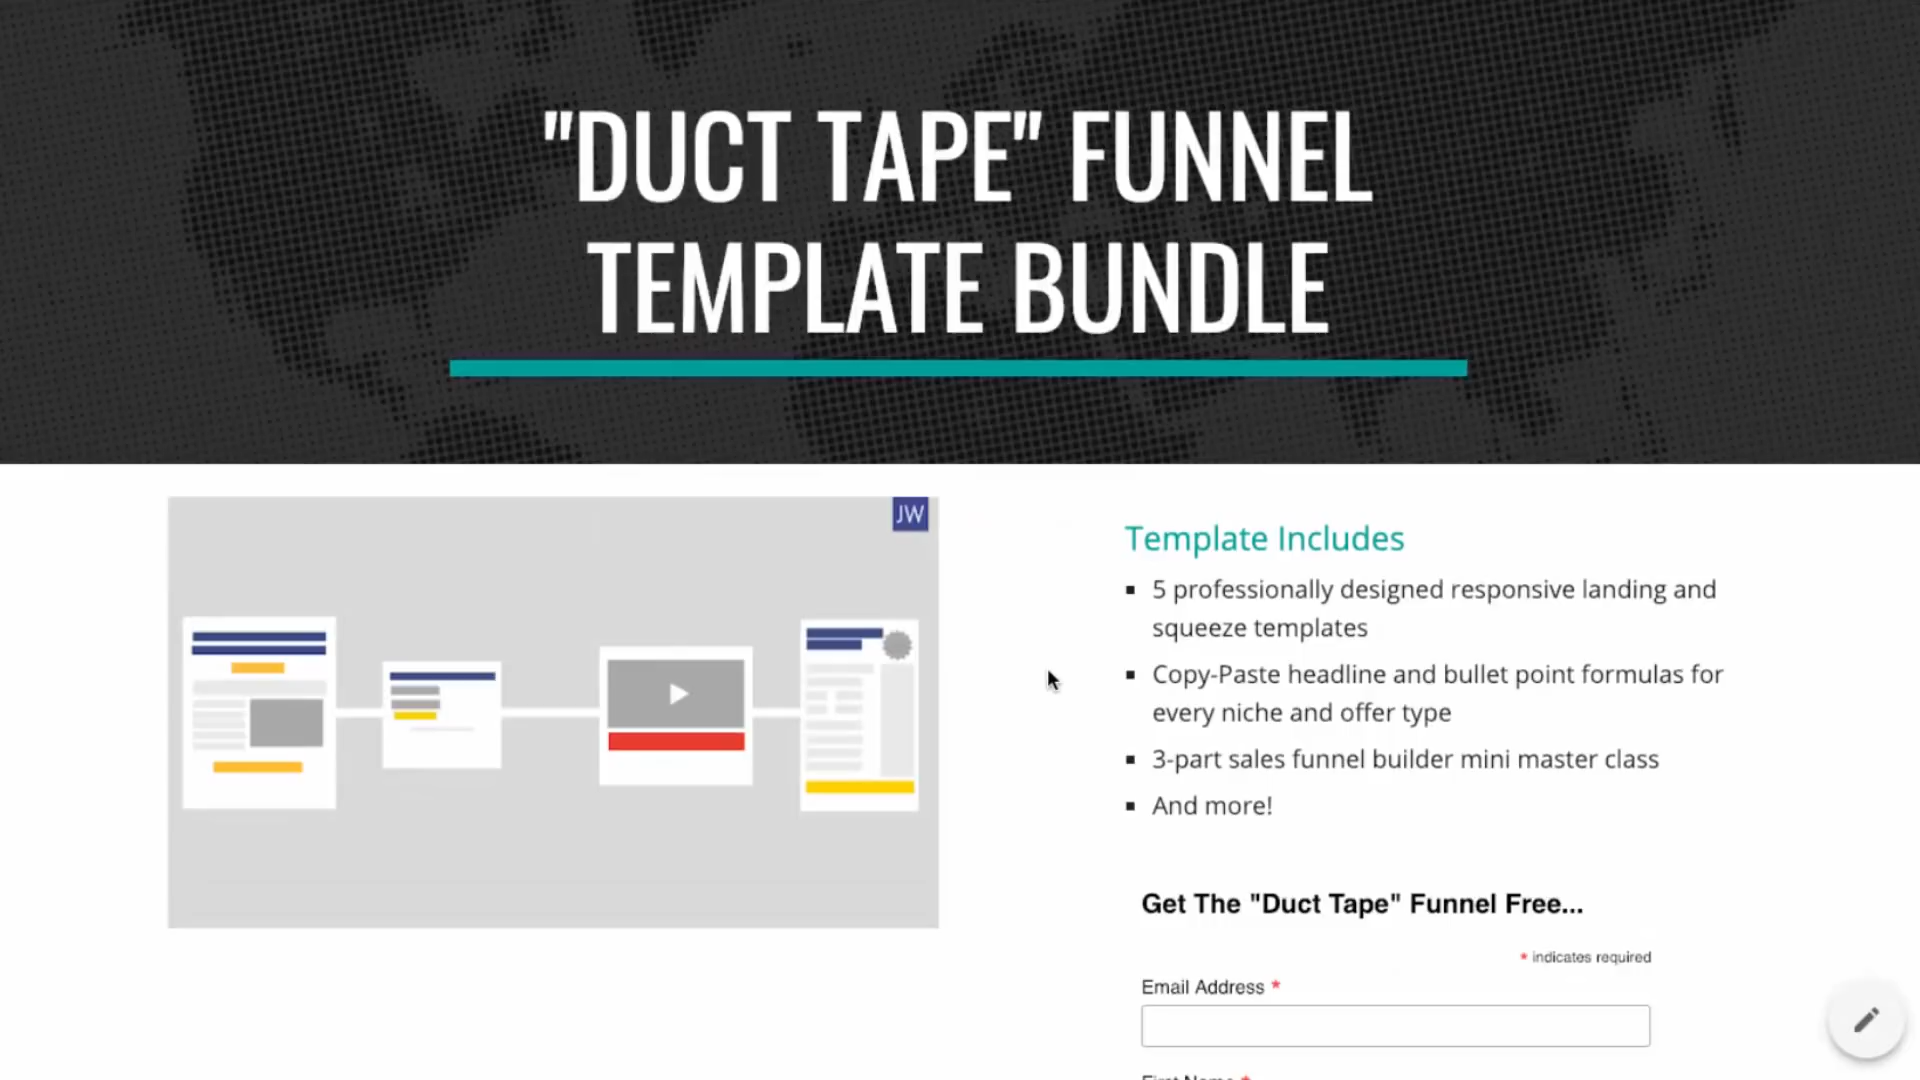 "DUCT TAPE" FUNNEL
TEMPLATE BUNDLE
JW
Template Includes
5 professionally designed responsive landing and
squeeze templates
Copy-Paste headline and bullet point formulas for
every niche and offer type
3-part sales funnel builder mini master class
And more!
Get The "Duct Tape" Funnel Free...
* indicates required
Email Address *
First Name *